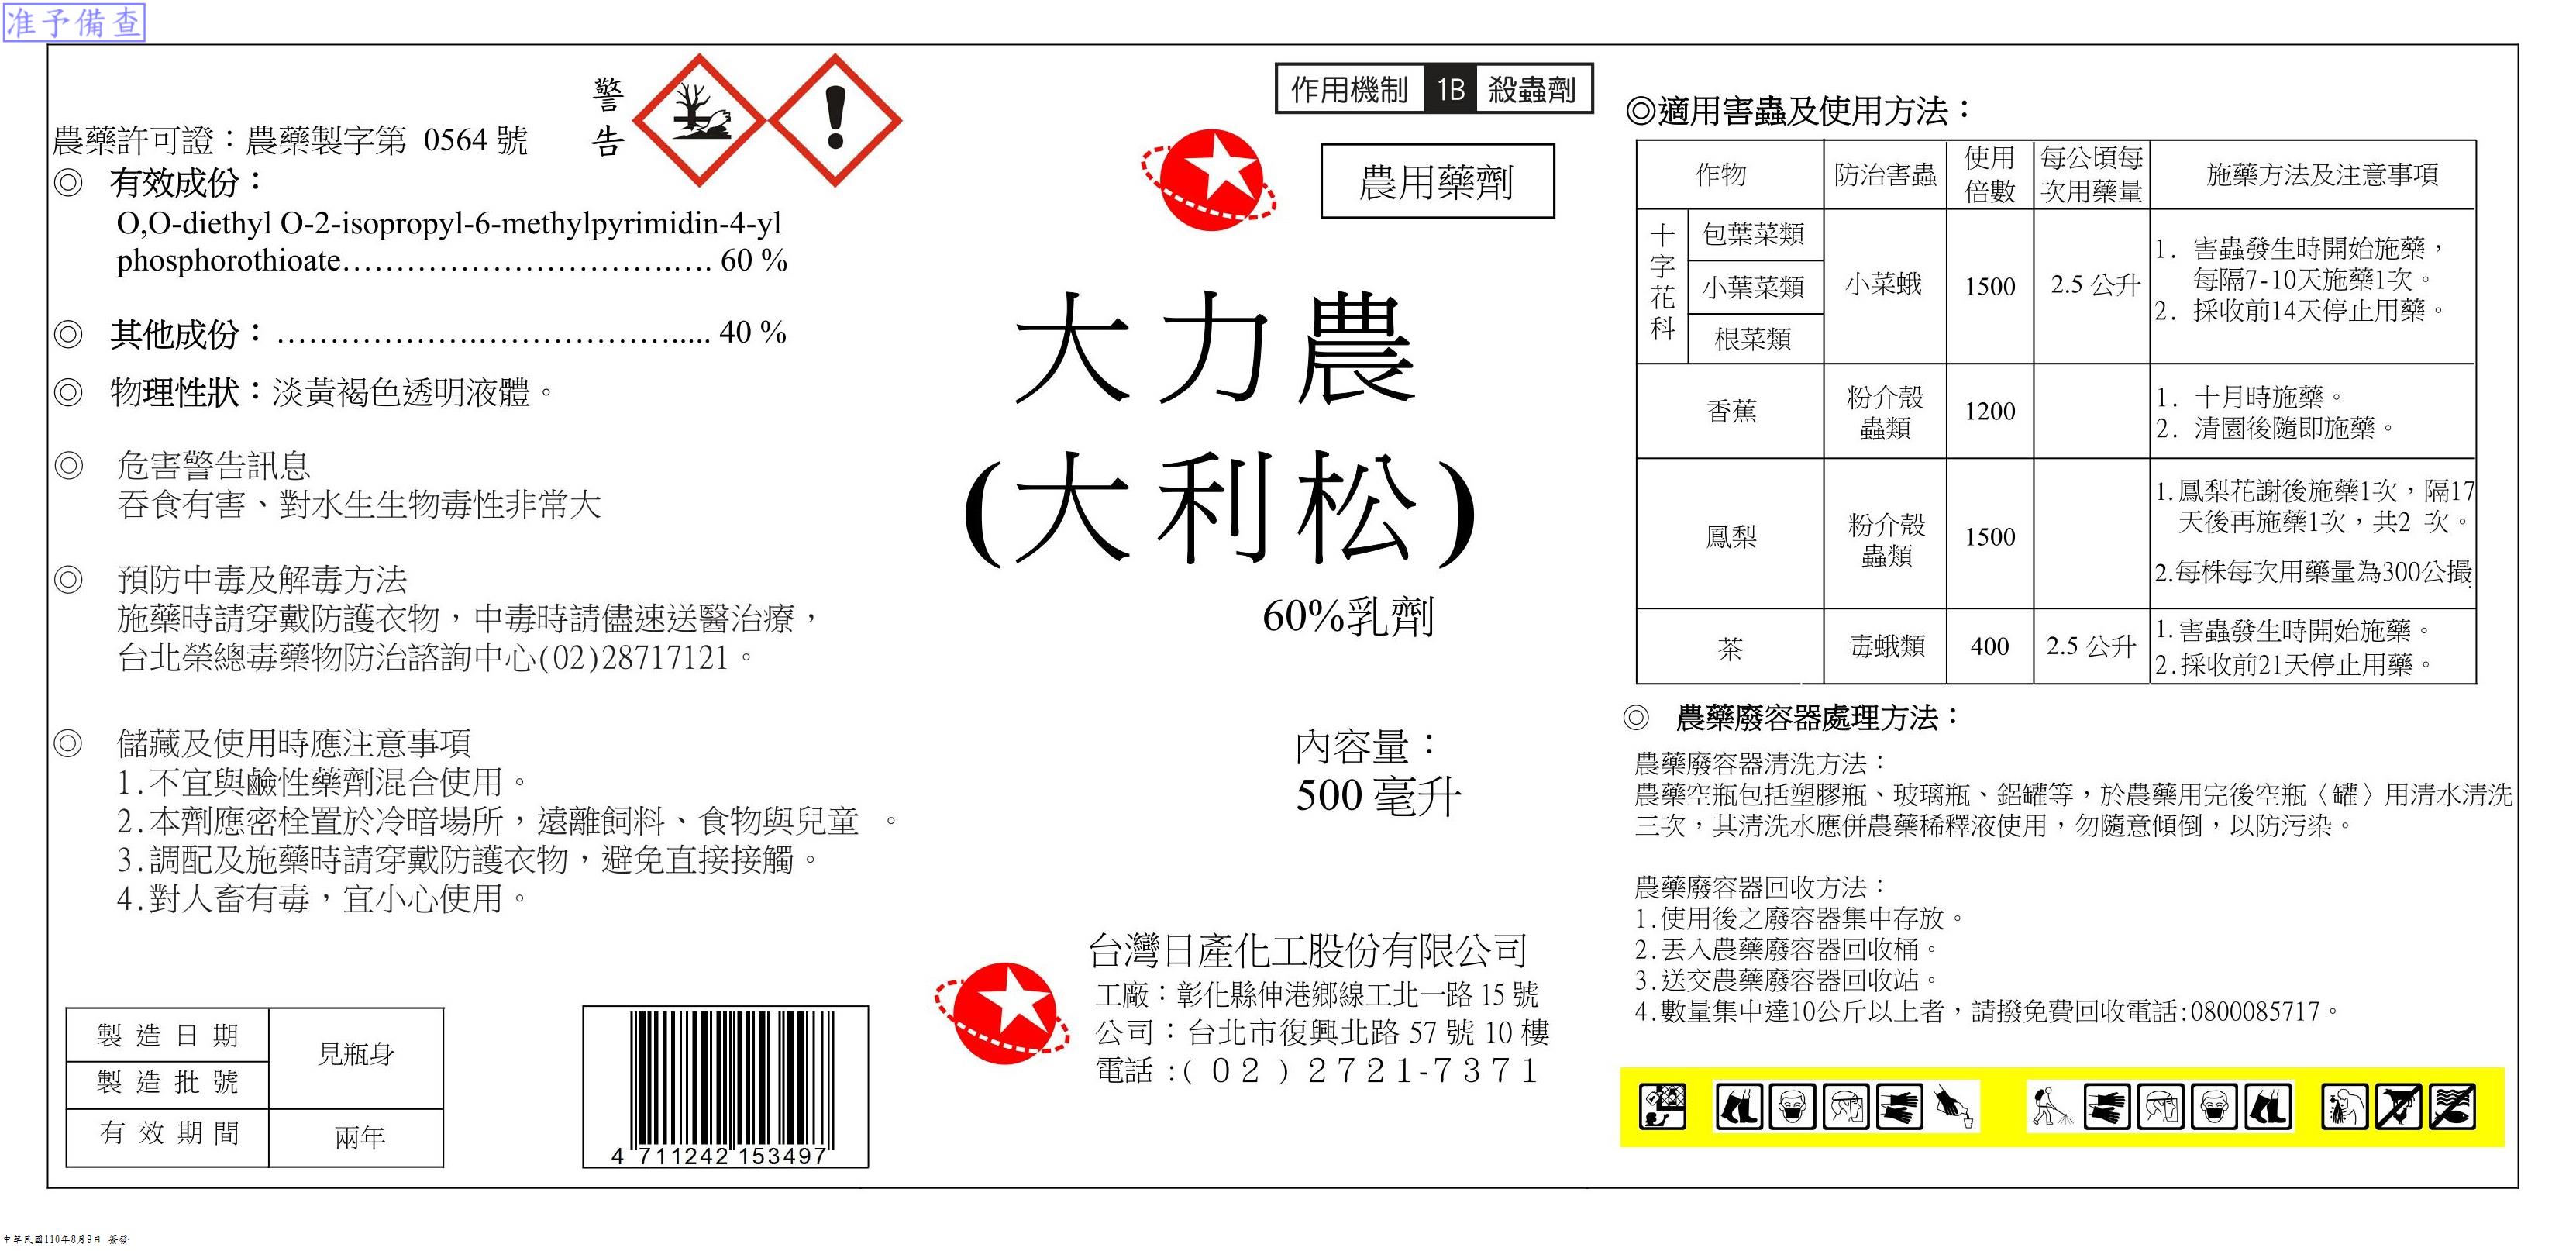 准予備查
警告
農藥許可證：農藥製字第 0564 號
◎ 有效成份：
O,O-diethyl O-2-isopropyl-6-methylpyrimidin-4-yl
phosphorothioate……………………………… 60 %
◎ 其他成份：…………………………………… 40 %
◎ 物理性狀：淡黃褐色透明液體。
◎ 危害警告訊息
吞食有害、對水生生物毒性非常大
◎ 預防中毒及解毒方法
施藥時請穿戴防護衣物，中毒時請儘速送醫治療，
台北榮總毒藥物防治諮詢中心(02)28717121。
◎ 儲藏及使用時應注意事項
1.不宜與鹼性藥劑混合使用。
2.本劑應密栓置於冷暗場所，遠離飼料、食物與兒童 。
3.調配及施藥時請穿戴防護衣物，避免直接接觸。
4.對人畜有毒，宜小心使用。
製造日期 見瓶身
製造批號
有效期間 兩年
4 711242 153497
作用機制 1B 殺蟲劑
農用藥劑
大力農
(大利松)
60%乳劑
內容量：
500 毫升
台灣日產化工股份有限公司
工廠：彰化縣伸港鄉線工北一路 15 號
公司：台北市復興北路 57 號 10 樓
電話:(02)2721-7371
◎適用害蟲及使用方法：
作物 防治害蟲 使用倍數 每公頃每次用藥量 施藥方法及注意事項
十字花科 包葉菜類 小葉菜類 根菜類 小菜蛾 1500 2.5 公升
1. 害蟲發生時開始施藥，
每隔7-10天施藥1次。
2. 採收前14天停止用藥。
香蕉 粉介殼蟲類 1200
1. 十月時施藥。
2. 清園後隨即施藥。
鳳梨 粉介殼蟲類 1500
1.鳳梨花謝後施藥1次，隔17
天後再施藥1次，共2 次。
2.每株每次用藥量為300公撮
茶 毒蛾類 400 2.5 公升
1.害蟲發生時開始施藥。
2.採收前21天停止用藥。
◎ 農藥廢容器處理方法：
農藥廢容器清洗方法：
農藥空瓶包括塑膠瓶、玻璃瓶、鋁罐等，於農藥用完後空瓶〈罐〉用清水清洗
三次，其清洗水應併農藥稀釋液使用，勿隨意傾倒，以防污染。
農藥廢容器回收方法：
1.使用後之廢容器集中存放。
2.丟入農藥廢容器回收桶。
3.送交農藥廢容器回收站。
4.數量集中達10公斤以上者，請撥免費回收電話:0800085717。
中華民國110年8月9日 簽發